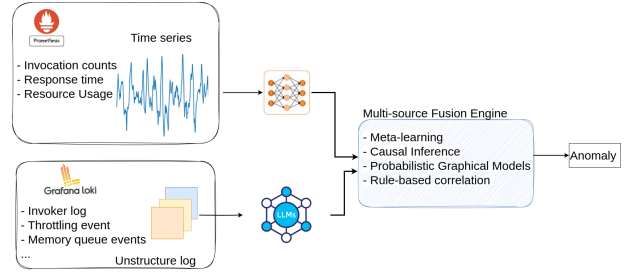 Prometheus
Time series
- Invocation counts
- Response time
- Resource Usage
Multi-source Fusion Engine
- Meta-learning
- Causal Inference
- Probabilistic Graphical Models
- Rule-based correlation
Anomaly
Grafana loki
- Invoker log
- Throttling event
- Memory queue events
...
Unstructure log
LLMs